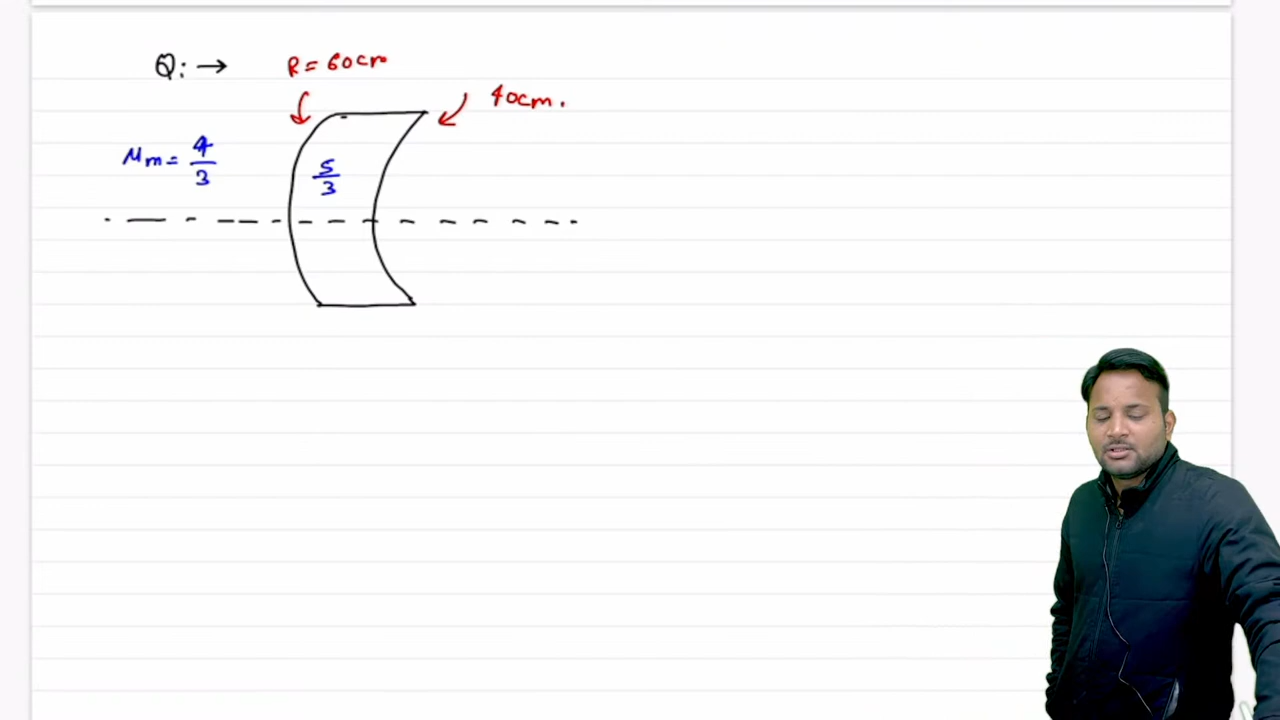 Q: → R = 60cm
40cm.
μm = 4/3
5/3